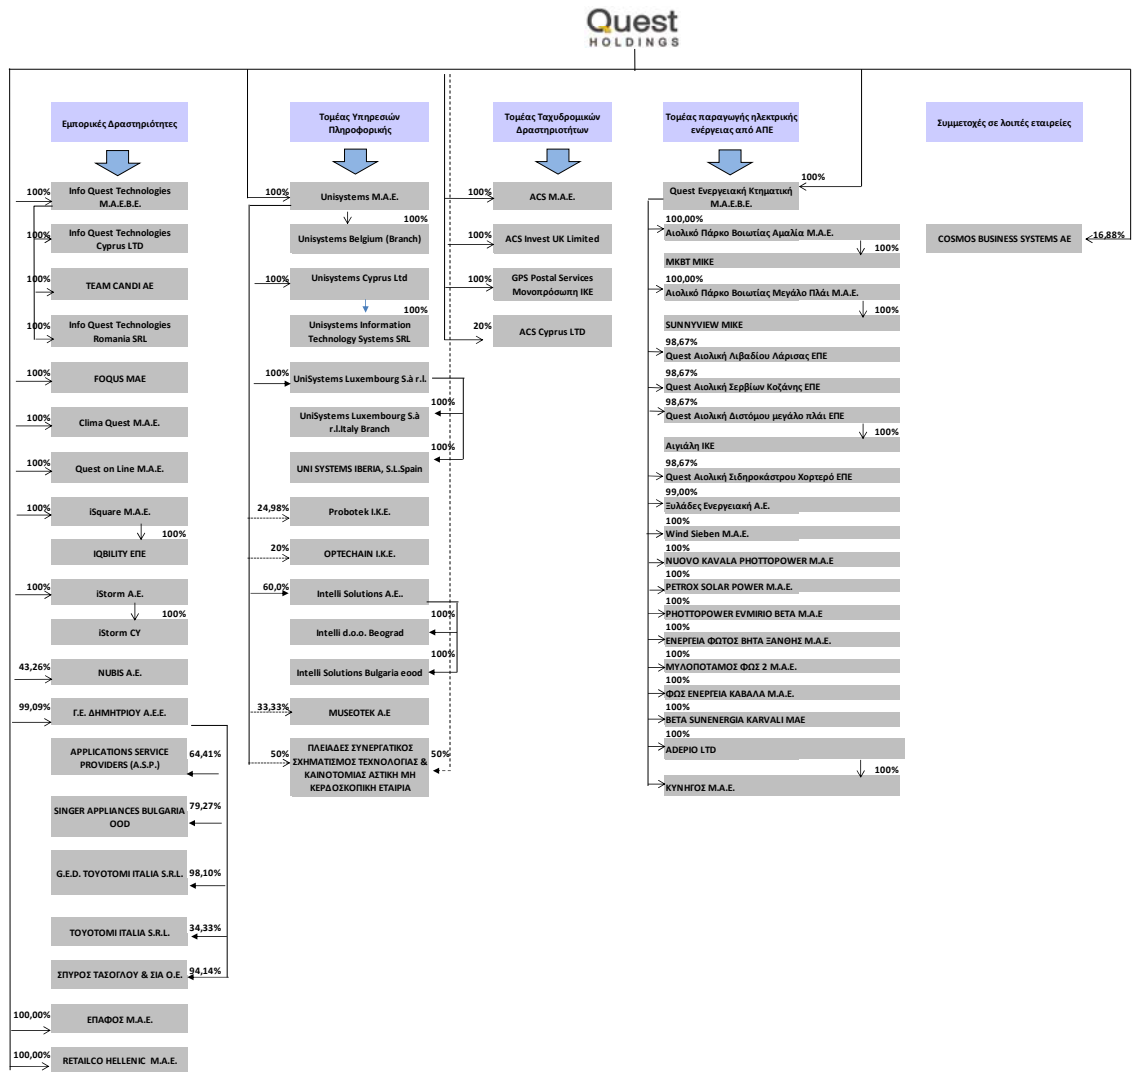 Quest
HOLDINGS
Εμπορικές Δραστηριότητες
100%
Info Quest Technologies
Μ.Α.Ε.Β.Ε.
100%
Info Quest Technologies
Cyprus LTD
100%
TEAM CANDI AE
100%
Info Quest Technologies
Romania SRL
100%
FOQUS MAE
100%
Clima Quest M.A.E.
100%
Quest on Line M.A.E.
100%
iSquare M.A.E.
100%
IQBILITY ΕΠΕ
100%
iStorm A.E.
100%
iStorm CY
43,26%
NUBIS A.E.
99,09%
Γ.Ε. ΔΗΜΗΤΡΙΟΥ Α.Ε.Ε.
APPLICATIONS SERVICE
PROVIDERS (A.S.P.)
64,41%
SINGER APPLIANCES BULGARIA
OOD
79,27%
G.E.D. TOYOTOMI ITALIA S.R.L.
98,10%
TOYOTOMI ITALIA S.R.L.
34,33%
ΣΠΥΡΟΣ ΤΑΣΟΓΛΟΥ & ΣΙΑ Ο.Ε.
94,14%
100,00%
ΕΠΑΦΟΣ Μ.Α.Ε.
100,00%
RETAILCO HELLENIC M.A.E.
Τομέας Υπηρεσιών
Πληροφορικής
100%
Unisystems M.A.E.
100%
Unisystems Belgium (Branch)
100%
Unisystems Cyprus Ltd
100%
Unisystems Information
Technology Systems SRL
100%
UniSystems Luxembourg S.à r.l.
100%
UniSystems Luxembourg S.à
r.l.Italy Branch
100%
UNI SYSTEMS IBERIA, S.L.Spain
24,98%
Probotek I.K.E.
20%
OPTECHAIN I.K.E.
60,0%
Intelli Solutions A.E..
100%
Intelli d.o.o. Beograd
100%
Intelli Solutions Bulgaria eood
33,33%
MUSEOTEK A.E
50%
ΠΛΕΙΑΔΕΣ ΣΥΝΕΡΓΑΤΙΚΟΣ
ΣΧΗΜΑΤΙΣΜΟΣ ΤΕΧΝΟΛΟΓΙΑΣ &
ΚΑΙΝΟΤΟΜΙΑΣ ΑΣΤΙΚΗ ΜΗ
ΚΕΡΔΟΣΚΟΠΙΚΗ ΕΤΑΙΡΙΑ
50%
Τομέας Ταχυδρομικών
Δραστηριοτήτων
100%
ACS M.A.E.
100%
ACS Invest UK Limited
100%
GPS Postal Services
Μονοπρόσωπη ΙΚΕ
20%
ACS Cyprus LTD
Τομέας παραγωγής ηλεκτρικής
ενέργειας από ΑΠΕ
100%
Quest Ενεργειακή Κτηματική
Μ.Α.Ε.Β.Ε.
100,00%
Αιολικό Πάρκο Βοιωτίας Αμαλία Μ.Α.Ε.
100%
ΜΚΒΤ ΜΙΚΕ
100,00%
Αιολικό Πάρκο Βοιωτίας Μεγάλο Πλάι Μ.Α.Ε.
100%
SUNNYVIEW ΜΙΚΕ
98,67%
Quest Αιολική Λιβαδίου Λάρισας ΕΠΕ
98,67%
Quest Αιολική Σερβίων Κοζάνης ΕΠΕ
98,67%
Quest Αιολική Διστόμου μεγάλο πλάι ΕΠΕ
100%
Αιγιάλη ΙΚΕ
98,67%
Quest Αιολική Σιδηροκάστρου Χορτερό ΕΠΕ
99,00%
Ξυλάδες Ενεργειακή Α.Ε.
100%
Wind Sieben M.A.E.
100%
NUOVO KAVALA PHOTTOPOWER M.A.E
100%
PETROX SOLAR POWER M.A.E.
100%
PHOTTOPOWER EVMIRIO BETA M.A.E
100%
ΕΝΕΡΓΕΙΑ ΦΩΤΟΣ ΒΗΤΑ ΞΑΝΘΗΣ Μ.Α.Ε.
100%
ΜΥΛΟΠΟΤΑΜΟΣ ΦΩΣ 2 Μ.Α.Ε.
100%
ΦΩΣ ΕΝΕΡΓΕΙΑ ΚΑΒΑΛΑ Μ.Α.Ε.
100%
BETA SUNENERGIA KARVALI MAE
100%
ADEPIO LTD
100%
ΚΥΝΗΓΟΣ Μ.Α.Ε.
Συμμετοχές σε λοιπές εταιρείες
COSMOS BUSINESS SYSTEMS AE
16,88%